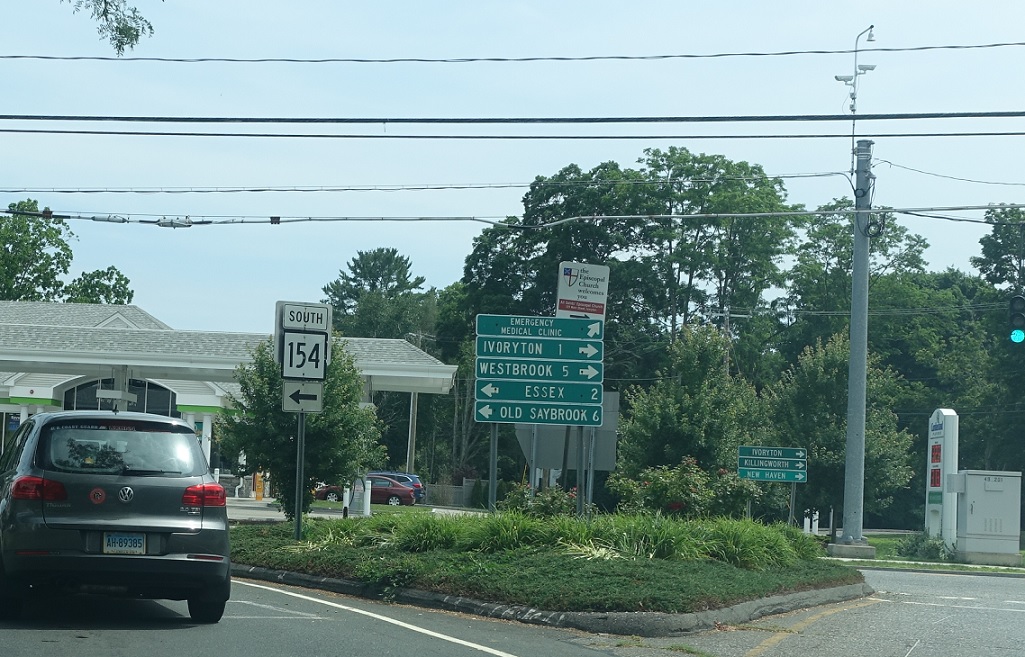 the
Episcopal
Church
welcomes
you
SOUTH
154
EMERGENCY
MEDICAL CLINIC
IVORYTON 1
WESTBROOK 5
ESSEX 2
OLD SAYBROOK 6
IVORYTON
KILLINGWORTH
NEW HAVEN
AH·89385